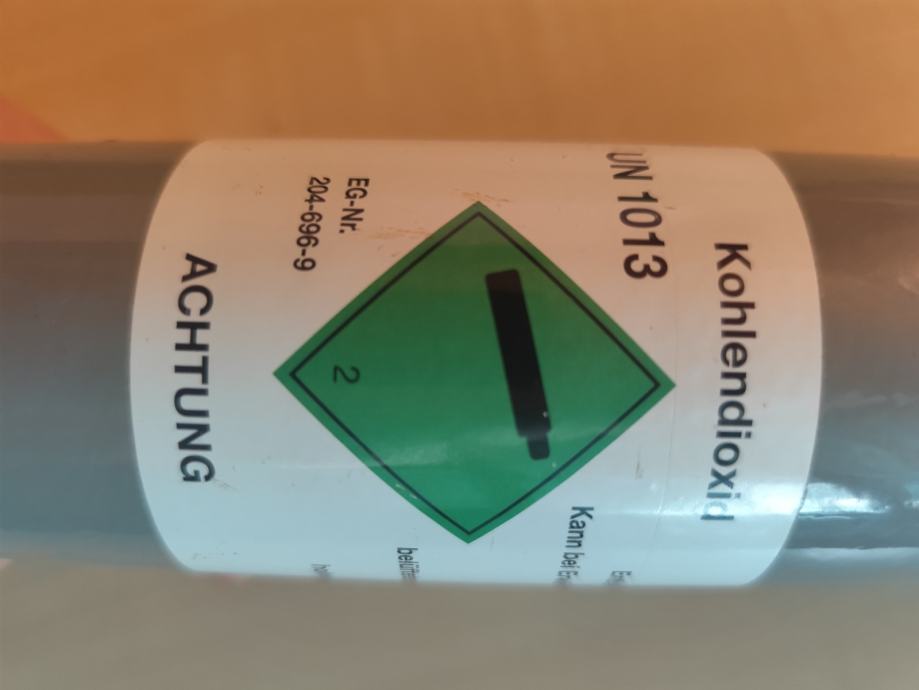 Kohlendioxid
UN 1013
2
EG-Nr.
204-696-9
ACHTUNG
Kann bei